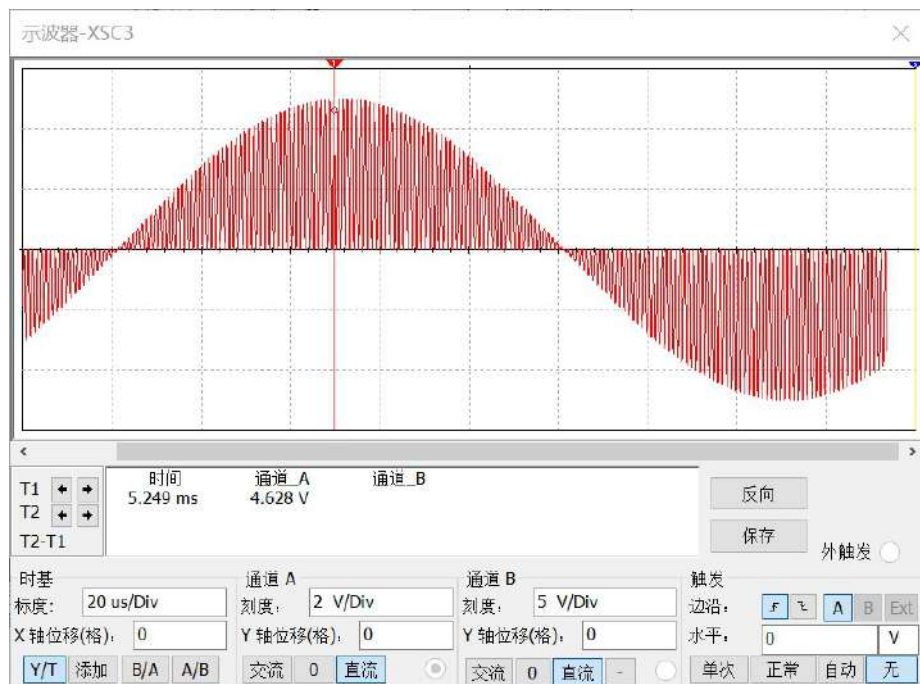 示波器-XSC3
时间 通道_A 通道_B
T1 5.249 ms 4.628 V
T2
T2-T1
反向
保存
外触发
时基 通道 A 通道 B 触发
标度： 20 us/Div 刻度： 2 V/Div 刻度： 5 V/Div 边沿： A B Ext
X 轴位移(格)： 0 Y 轴位移(格)： 0 Y 轴位移(格)： 0 水平： 0 V
Y/T 添加 B/A A/B 交流 0 直流 交流 0 直流 - 单次 正常 自动 无